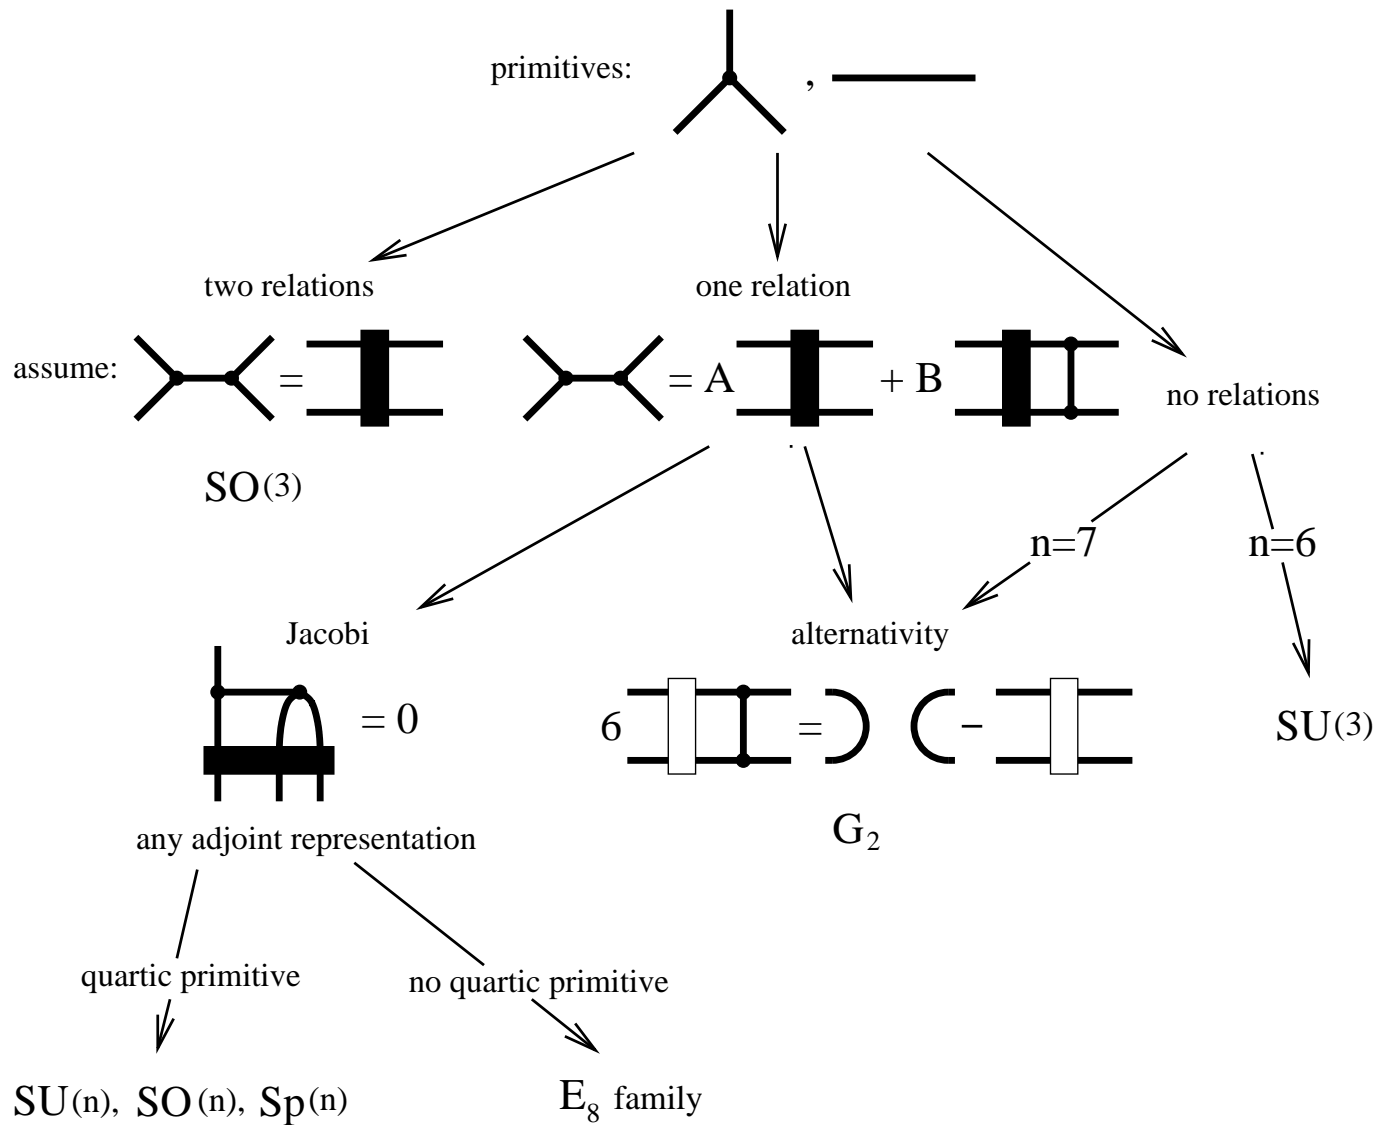 primitives: ,
two relations
one relation
assume: = = A + B
no relations
SO(3)
n=7 n=6
Jacobi
alternativity
= 0
6 = −
SU(3)
any adjoint representation
G₂
quartic primitive
no quartic primitive
SU(n), SO(n), Sp(n)
E₈ family